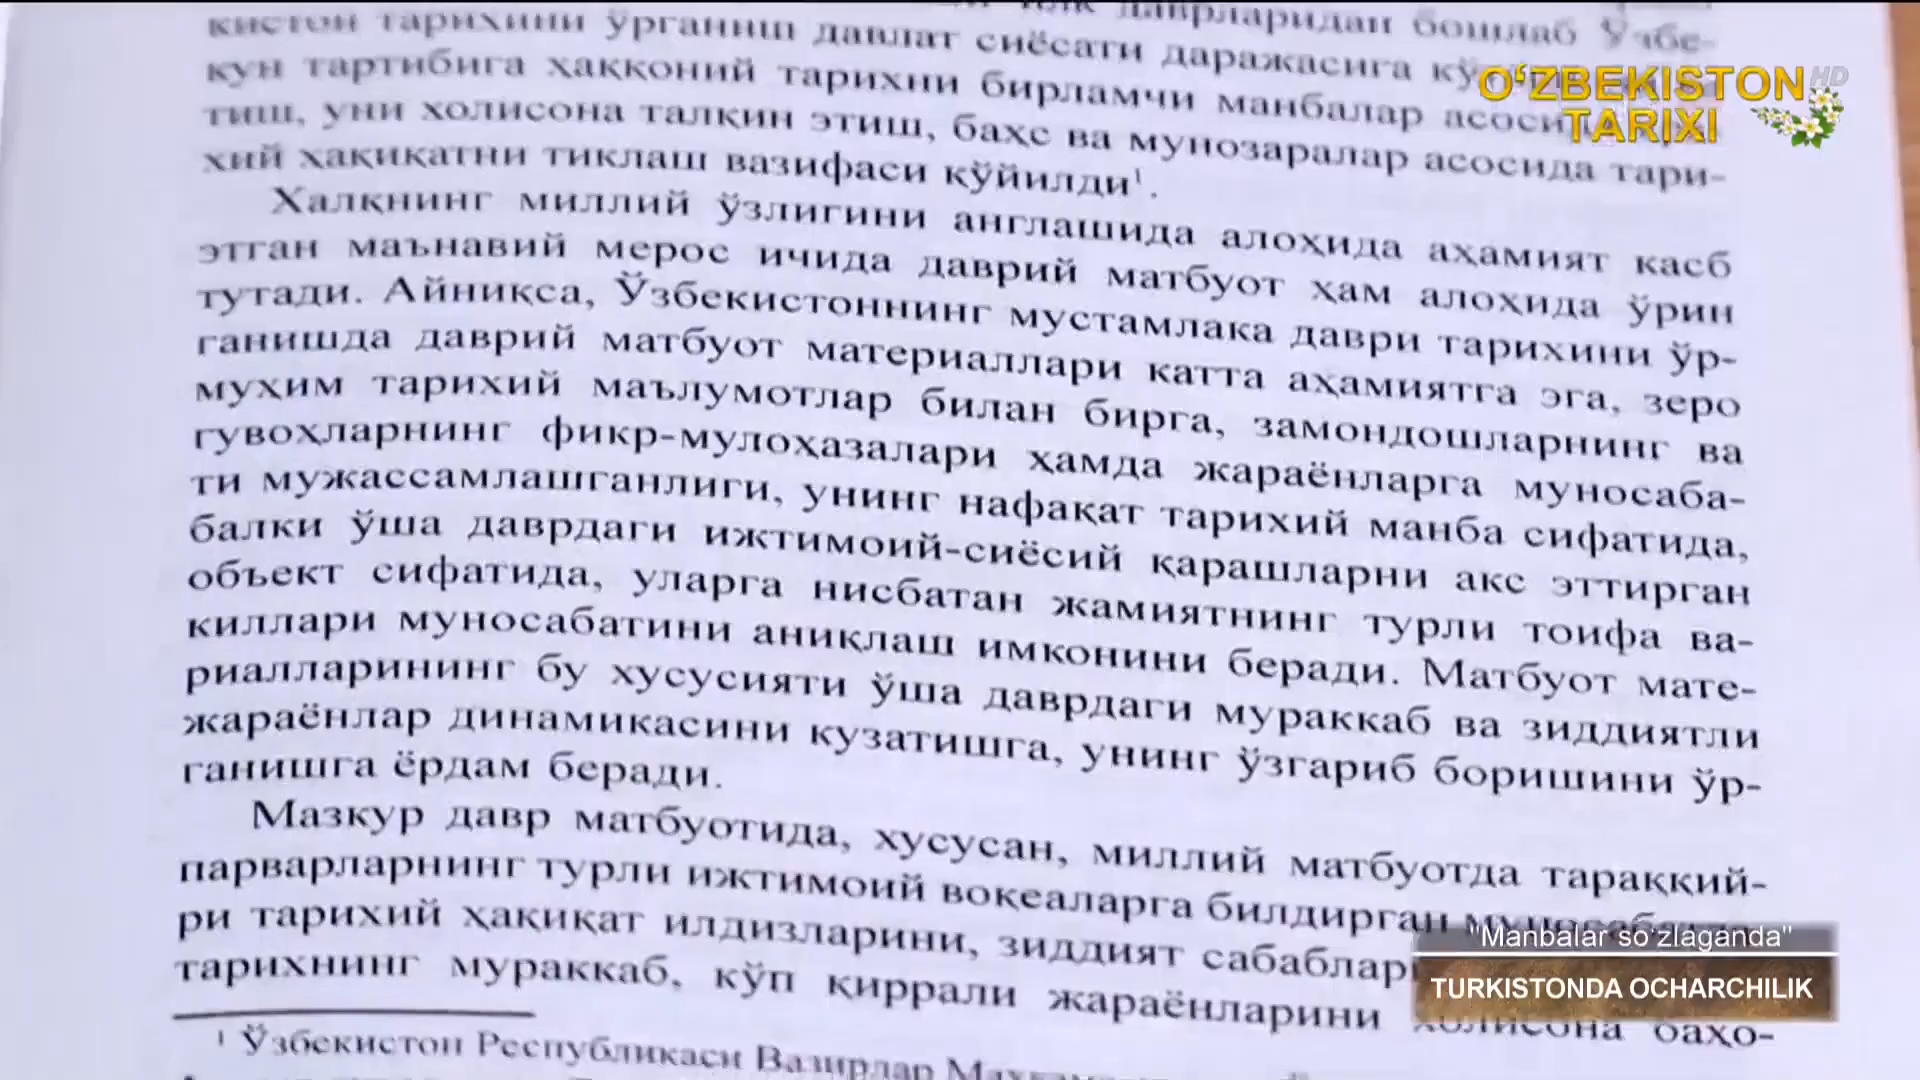 даврларидан бошлаб Ўзбе-
кистон тарихини ўрганиш давлат сиёсати даражасига
кун тартибига ҳаққоний тарихни бирламчи манбалар
тиш, уни холисона талқин этиш, баҳс ва мунозаралар асосида тари-
хий ҳақиқатни тиклаш вазифаси қўйилди¹.
Халқнинг миллий ўзлигини англашида алоҳида аҳамият касб
этган маънавий мерос ичида даврий матбуот ҳам алоҳида ўрин
тутади. Айниқса, Ўзбекистоннинг мустамлака даври тарихини ўр-
ганишда даврий матбуот материаллари катта аҳамиятга эга, зеро
муҳим тарихий маълумотлар билан бирга, замондошларнинг ва
гувоҳларнинг фикр-мулоҳазалари ҳамда жараёнларга муносаба-
ти мужассамлашганлиги, унинг нафақат тарихий манба сифатида,
балки ўша даврдаги ижтимоий-сиёсий қарашларни акс эттирган
объект сифатида, уларга нисбатан жамиятнинг турли тоифа ва-
киллари муносабатини аниқлаш имконини беради. Матбуот мате-
риалларининг бу хусусияти ўша даврдаги мураккаб ва зиддиятли
жараёнлар динамикасини кузатишга, унинг ўзгариб боришини ўр-
ганишга ёрдам беради.
Мазкур давр матбуотида, хусусан, миллий матбуотда тараққий-
парварларнинг турли ижтимоий воқеаларга билдирган
ри тарихий ҳақиқат илдизларини, зиддият
тарихнинг мураккаб, кўп қиррали жараёнларини холисона баҳо-
¹ Ўзбекистон Республикаси Вазирлар
O‘ZBEKISTON HD
TARIXI
"Manbalar so‘zlaganda"
TURKISTONDA OCHARCHILIK